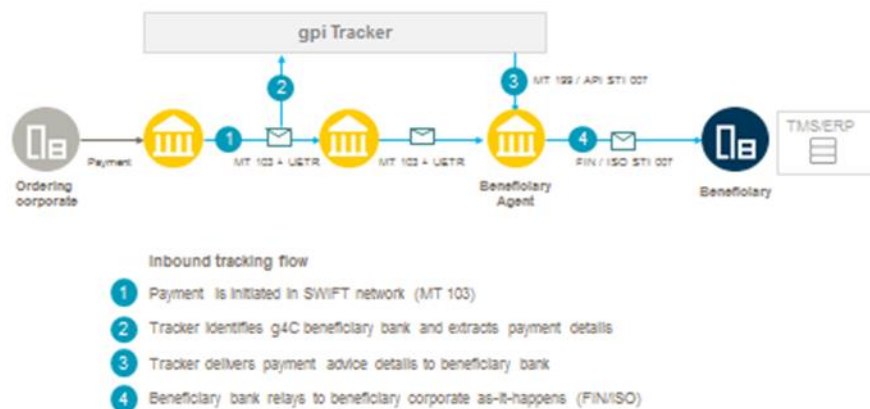 gpi Tracker
2
3
MT 199 / API STI 007
1
4
TMS/ERP
Payment
MT 103 + UETR
MT 103 + UETR
FIN / ISO STI 007
Ordering
corporate
Beneficiary
Agent
Beneficiary
Inbound tracking flow
1 Payment is initiated in SWIFT network (MT 103)
2 Tracker identifies g4C beneficiary bank and extracts payment details
3 Tracker delivers payment advice details to beneficiary bank
4 Beneficiary bank relays to beneficiary corporate as-it-happens (FIN/ISO)